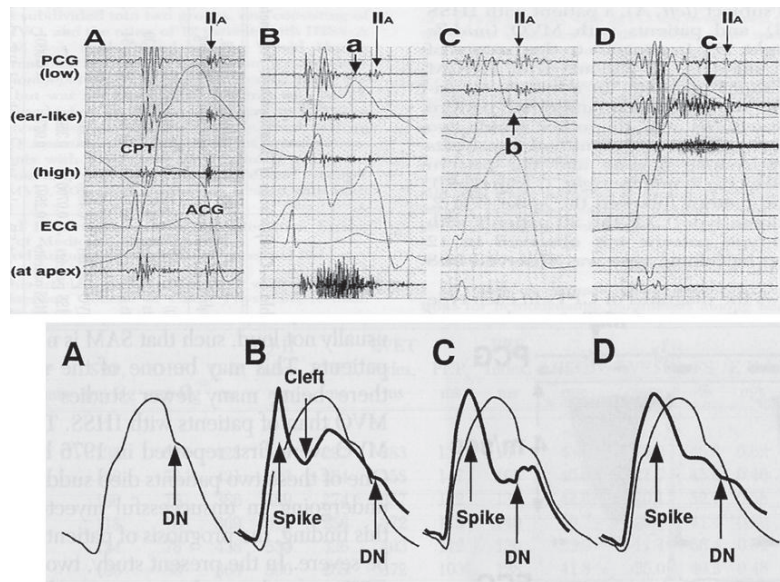 IIA IIA IIA IIA
A B C D
PCG (low)
a
c
(ear-like)
CPT
b
(high)
ACG
ECG
(at apex)
A B C D
Cleft
DN
Spike
DN
Spike
DN
Spike
DN